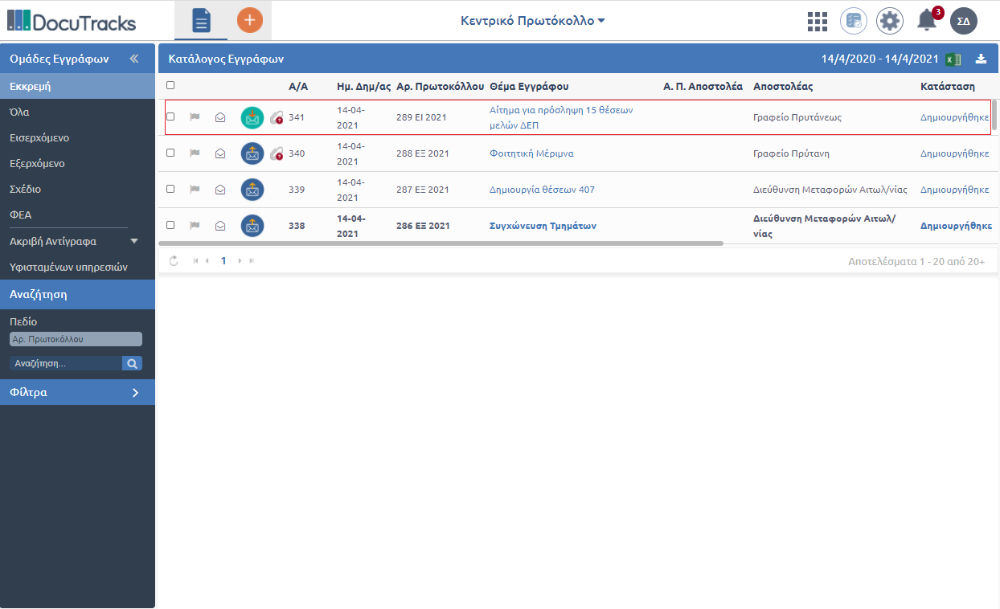 DocuTracks
Κεντρικό Πρωτόκολλο
3
ΣΔ
Ομάδες Εγγράφων
Εκκρεμή
Όλα
Εισερχόμενο
Εξερχόμενο
Σχέδιο
ΦΕΑ
Ακριβή Αντίγραφα
Υφισταμένων υπηρεσιών
Αναζήτηση
Πεδίο
Αρ. Πρωτοκόλλου
Αναζήτηση...
Φίλτρα
Κατάλογος Εγγράφων 14/4/2020 - 14/4/2021
Α/Α Ημ. Δημ/ας Αρ. Πρωτοκόλλου Θέμα Εγγράφου Α. Π. Αποστολέα Αποστολέας Κατάσταση
341 14-04-2021 289 ΕΙ 2021 Αίτημα για πρόσληψη 15 θέσεων μελών ΔΕΠ Γραφείο Πρυτάνεως Δημιουργήθηκε
340 14-04-2021 288 ΕΞ 2021 Φοιτητική Μέριμνα Γραφείο Πρύτανη Δημιουργήθηκε
339 14-04-2021 287 ΕΞ 2021 Δημιουργία θέσεων 407 Διεύθυνση Μεταφορών Αιτωλ/νίας Δημιουργήθηκε
338 14-04-2021 286 ΕΞ 2021 Συγχώνευση Τμημάτων Διεύθυνση Μεταφορών Αιτωλ/νίας Δημιουργήθηκε
1
Αποτελέσματα 1 - 20 από 20+